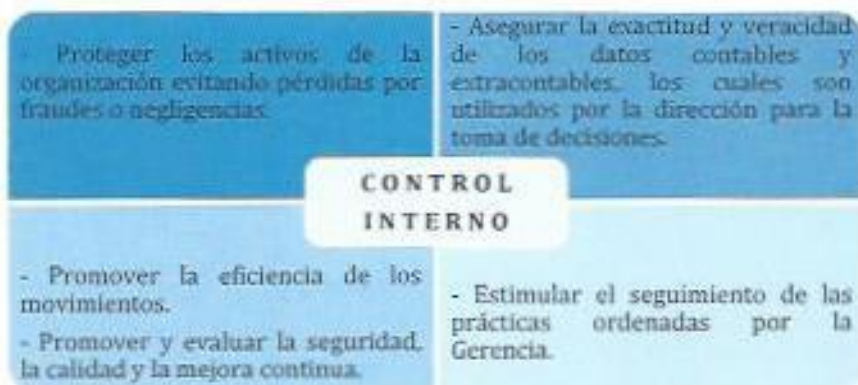 - Proteger los activos de la
organización evitando pérdidas por
fraudes o negligencias.
- Asegurar la exactitud y veracidad
de los datos contables y
extracontables, los cuales son
utilizados por la dirección para la
toma de decisiones.
CONTROL
INTERNO
- Promover la eficiencia de los
movimientos.
- Promover y evaluar la seguridad,
la calidad y la mejora continua.
- Estimular el seguimiento de las
prácticas ordenadas por la
Gerencia.